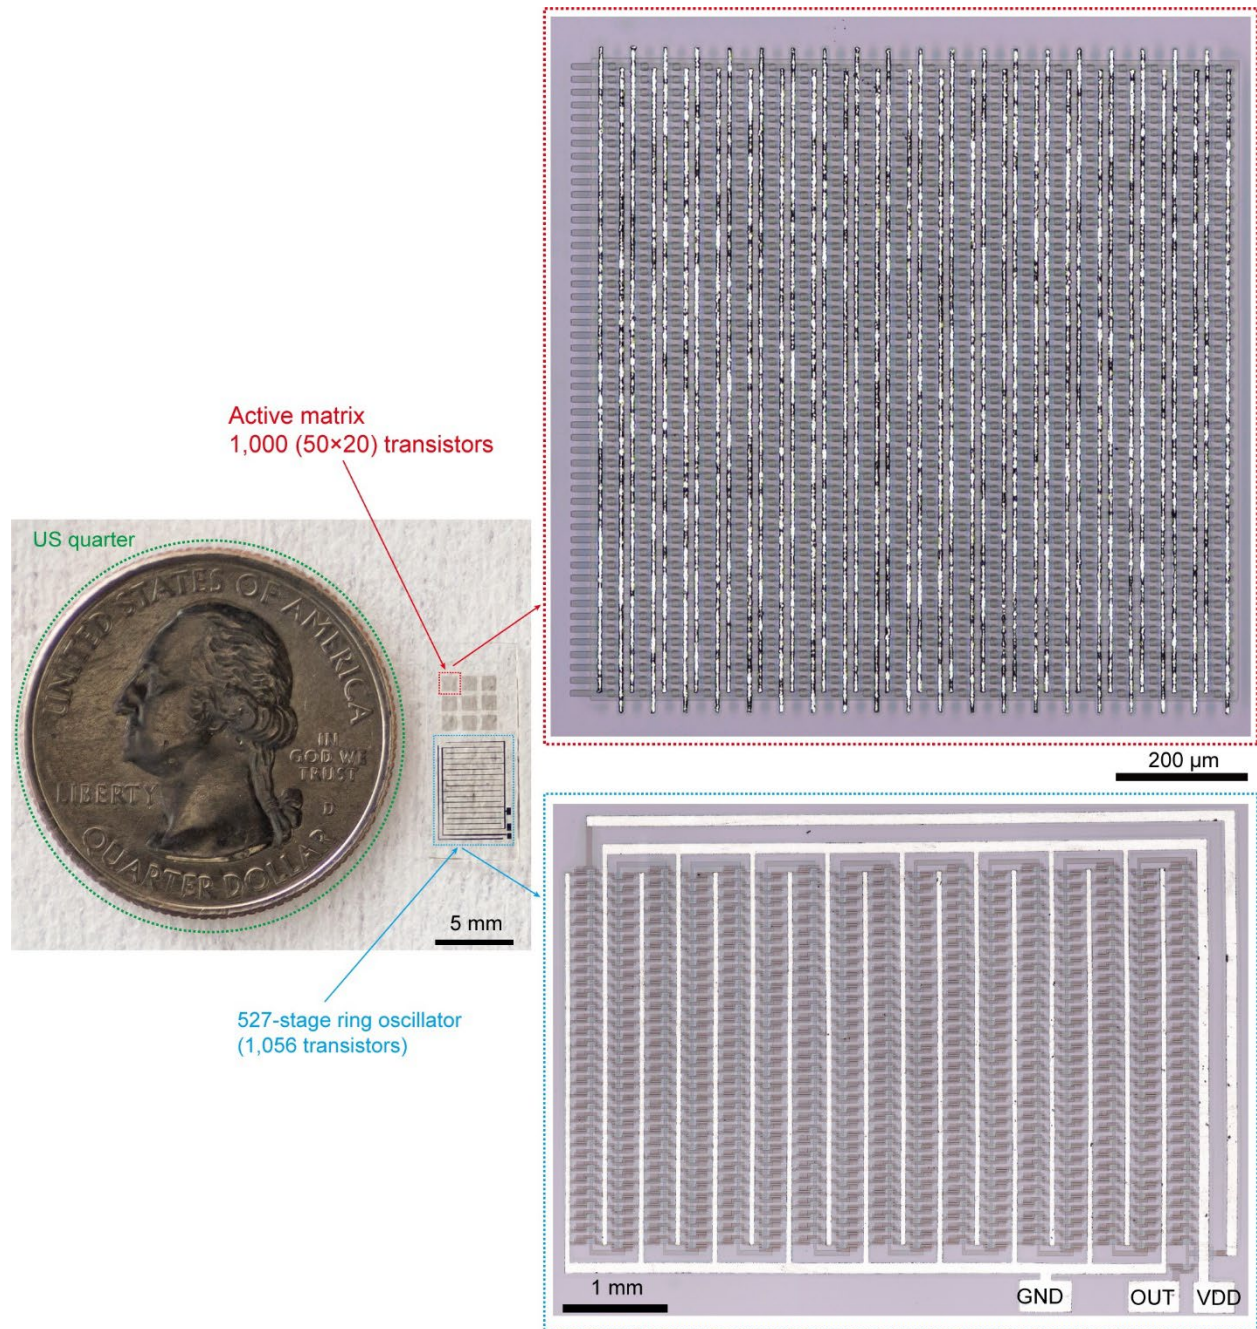 Active matrix
1,000 (50×20) transistors
200 µm
US quarter
UNITED STATES OF AMERICA
IN
GOD WE
TRUST
LIBERTY
D
QUARTER DOLLAR
5 mm
527-stage ring oscillator
(1,056 transistors)
1 mm
GND
OUT
VDD